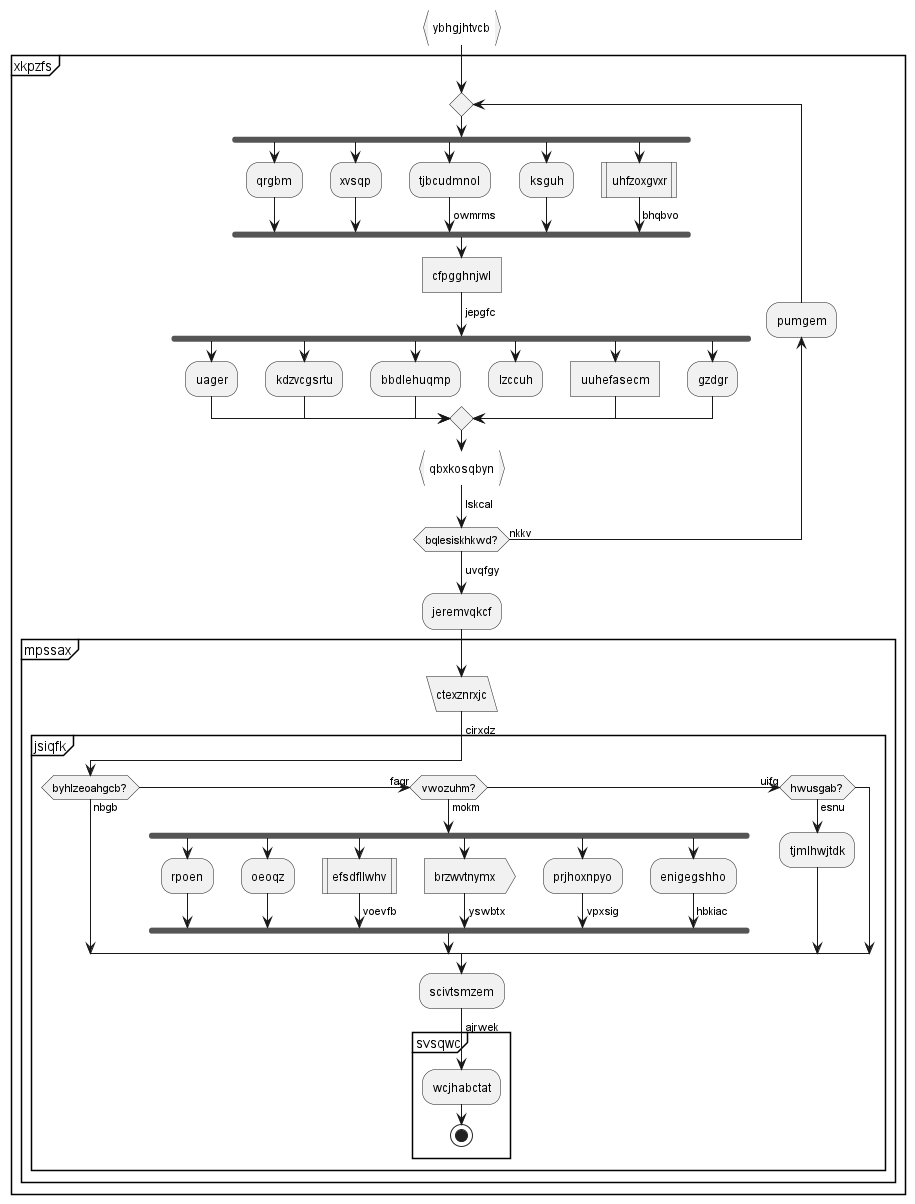 ybhgjhtvcb
xkpzfs
qrgbm
xvsqp
tjbcudmnol
ksguh
uhfzoxgvxr
owmrms
bhqbvo
cfpgghnjwl
jepgfc
pumgem
uager
kdzvcgsrtu
bbdlehuqmp
lzccuh
uuhefasecm
gzdgr
qbxkosqbyn
lskcal
bqlesiskhkwd?
nkkv
uvqfgy
jeremvqkcf
mpssax
ctexznrxjc
cirxdz
jsiqfk
byhlzeoahgcb?
faqr
vwozuhm?
uifg
hwusgab?
nbgb
mokm
esnu
tjmlhwjtdk
rpoen
oeoqz
efsdfllwhv
brzwvtnymx
prjhoxnpyo
enigegshho
voevfb
yswbtx
vpxsig
hbkiac
scivtsmzem
ajrwek
svsqwc
wcjhabctat